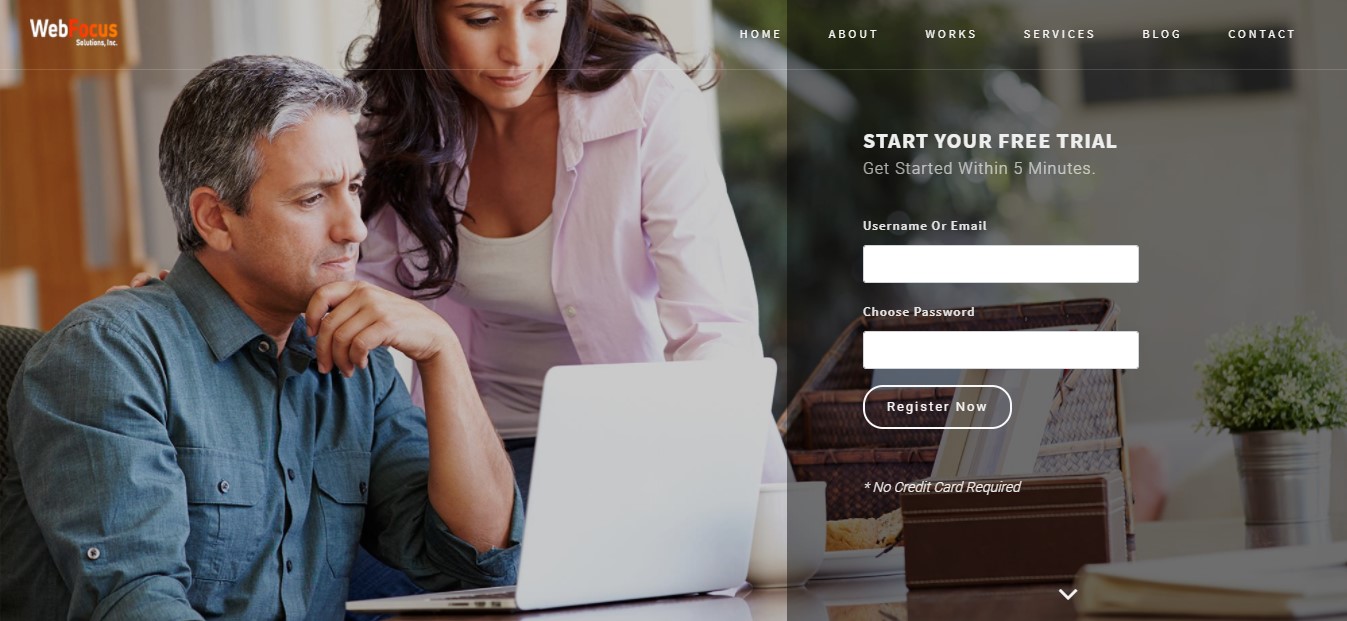 WebFocus
Solutions, Inc.
HOME ABOUT WORKS SERVICES BLOG CONTACT
START YOUR FREE TRIAL
Get Started Within 5 Minutes.
Username Or Email
Choose Password
Register Now
* No Credit Card Required